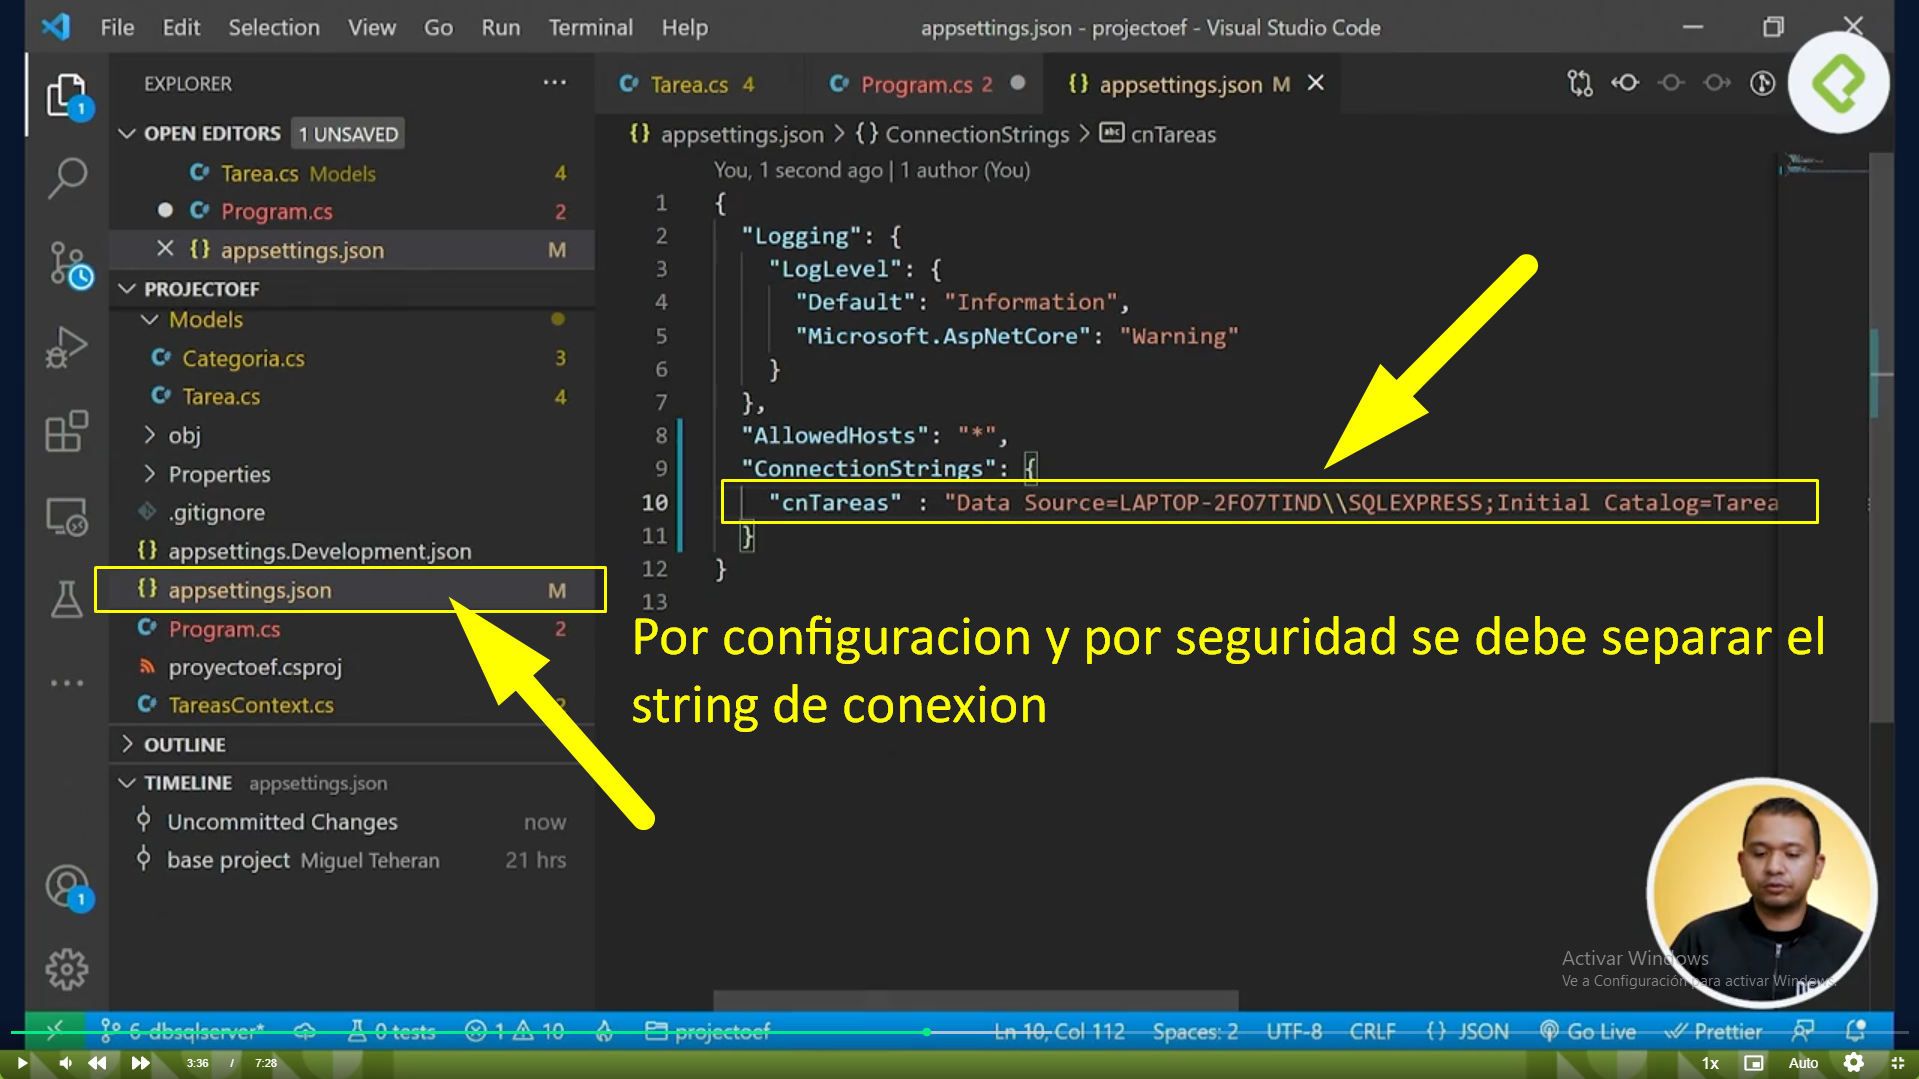 File Edit Selection View Go Run Terminal Help appsettings.json - projectoef - Visual Studio Code
EXPLORER
Tarea.cs 4 Program.cs 2 appsettings.json M
OPEN EDITORS 1 UNSAVED
Tarea.cs Models 4
Program.cs 2
appsettings.json M
PROJECTOEF
Models
Categoria.cs 3
Tarea.cs 4
obj
Properties
.gitignore
appsettings.Development.json
appsettings.json M
Program.cs 2
proyectoef.csproj
TareasContext.cs
OUTLINE
TIMELINE appsettings.json
Uncommitted Changes now
base project Miguel Teheran 21 hrs
1
1
appsettings.json > {} ConnectionStrings > cnTareas
You, 1 second ago | 1 author (You)
1 {
2 "Logging": {
3 "LogLevel": {
4 "Default": "Information",
5 "Microsoft.AspNetCore": "Warning"
6 }
7 },
8 "AllowedHosts": "*",
9 "ConnectionStrings": {
10 "cnTareas" : "Data Source=LAPTOP-2FO7TIND\\SQLEXPRESS;Initial Catalog=Tarea
11 }
12 }
13
Por configuracion y por seguridad se debe separar el
string de conexion
Activar Windows
Ve a Configuración para activar Windows.
6-dbsqlserver* 0 tests 1 10 projectoef Ln 10, Col 112 Spaces: 2 UTF-8 CRLF {} JSON Go Live Prettier
3:36 / 7:28 1x Auto